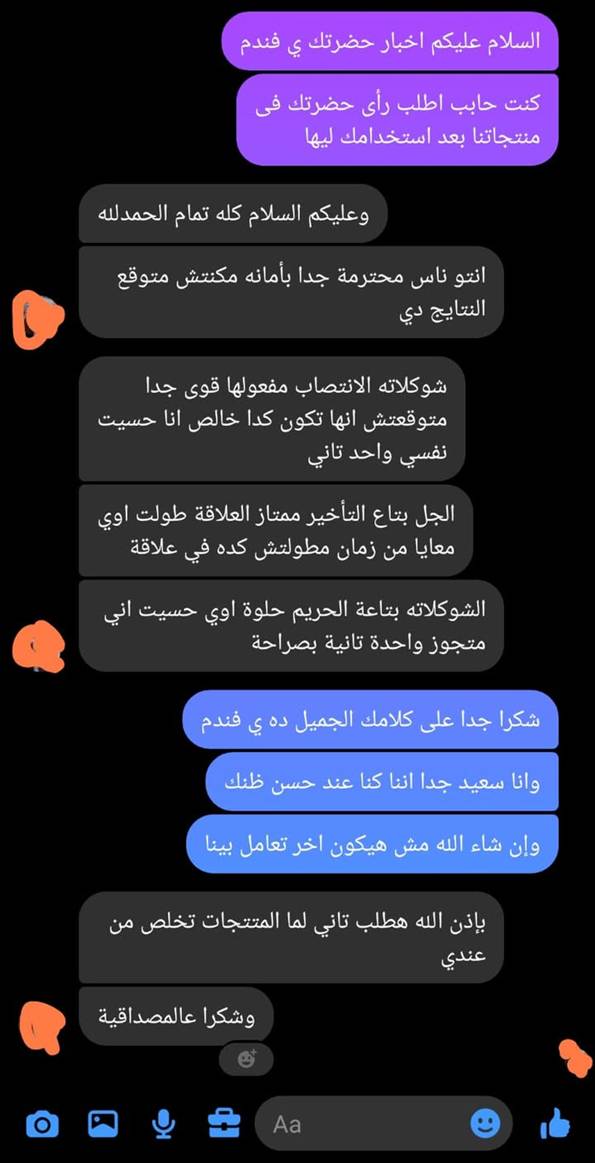 السلام عليكم اخبار حضرتك ي فندم
كنت حابب اطلب رأى حضرتك فى
منتجاتنا بعد استخدامك ليها
وعليكم السلام كله تمام الحمدلله
انتو ناس محترمة جدا بأمانه مكنتش متوقع
النتايج دي
شوكلاته الانتصاب مفعولها قوى جدا
متوقعتش انها تكون كدا خالص انا حسيت
نفسي واحد تاني
الجل بتاع التأخير ممتاز العلاقة طولت اوي
معايا من زمان مطولتش كده في علاقة
الشوكلاته بتاعة الحريم حلوة اوي حسيت اني
متجوز واحدة تانية بصراحة
شكرا جدا على كلامك الجميل ده ي فندم
وانا سعيد جدا اننا كنا عند حسن ظنك
وإن شاء الله مش هيكون اخر تعامل بينا
بإذن الله هطلب تاني لما المتتجات تخلص من
عندي
وشكرا عالمصداقية
Aa